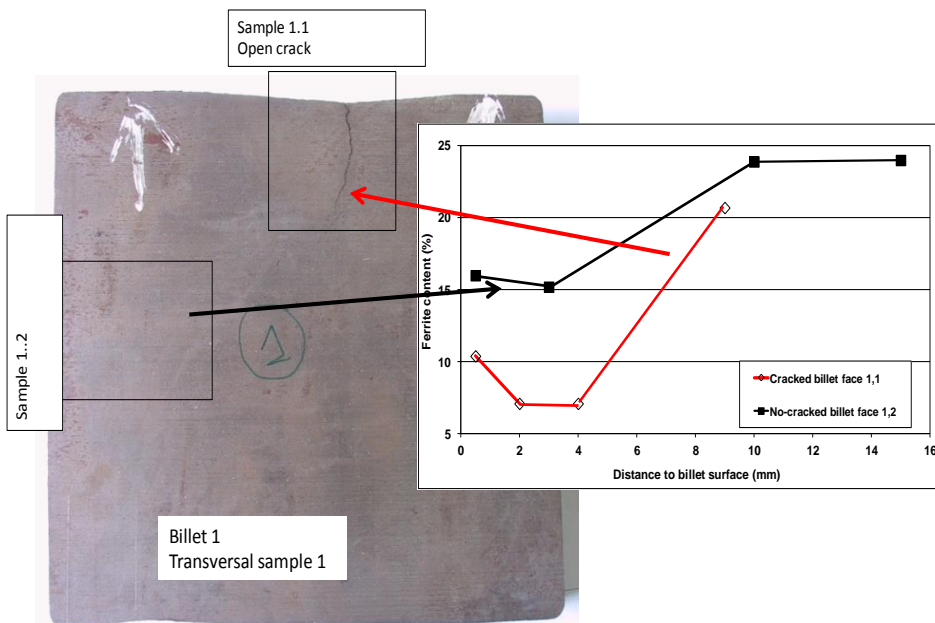 Sample 1.1
Open crack
Sample 1..2
Billet 1
Transversal sample 1
25
20
15
10
5
Ferrite content (%)
0 2 4 6 8 10 12 14 16
Distance to billet surface (mm)
Cracked billet face 1,1
No-cracked billet face 1,2